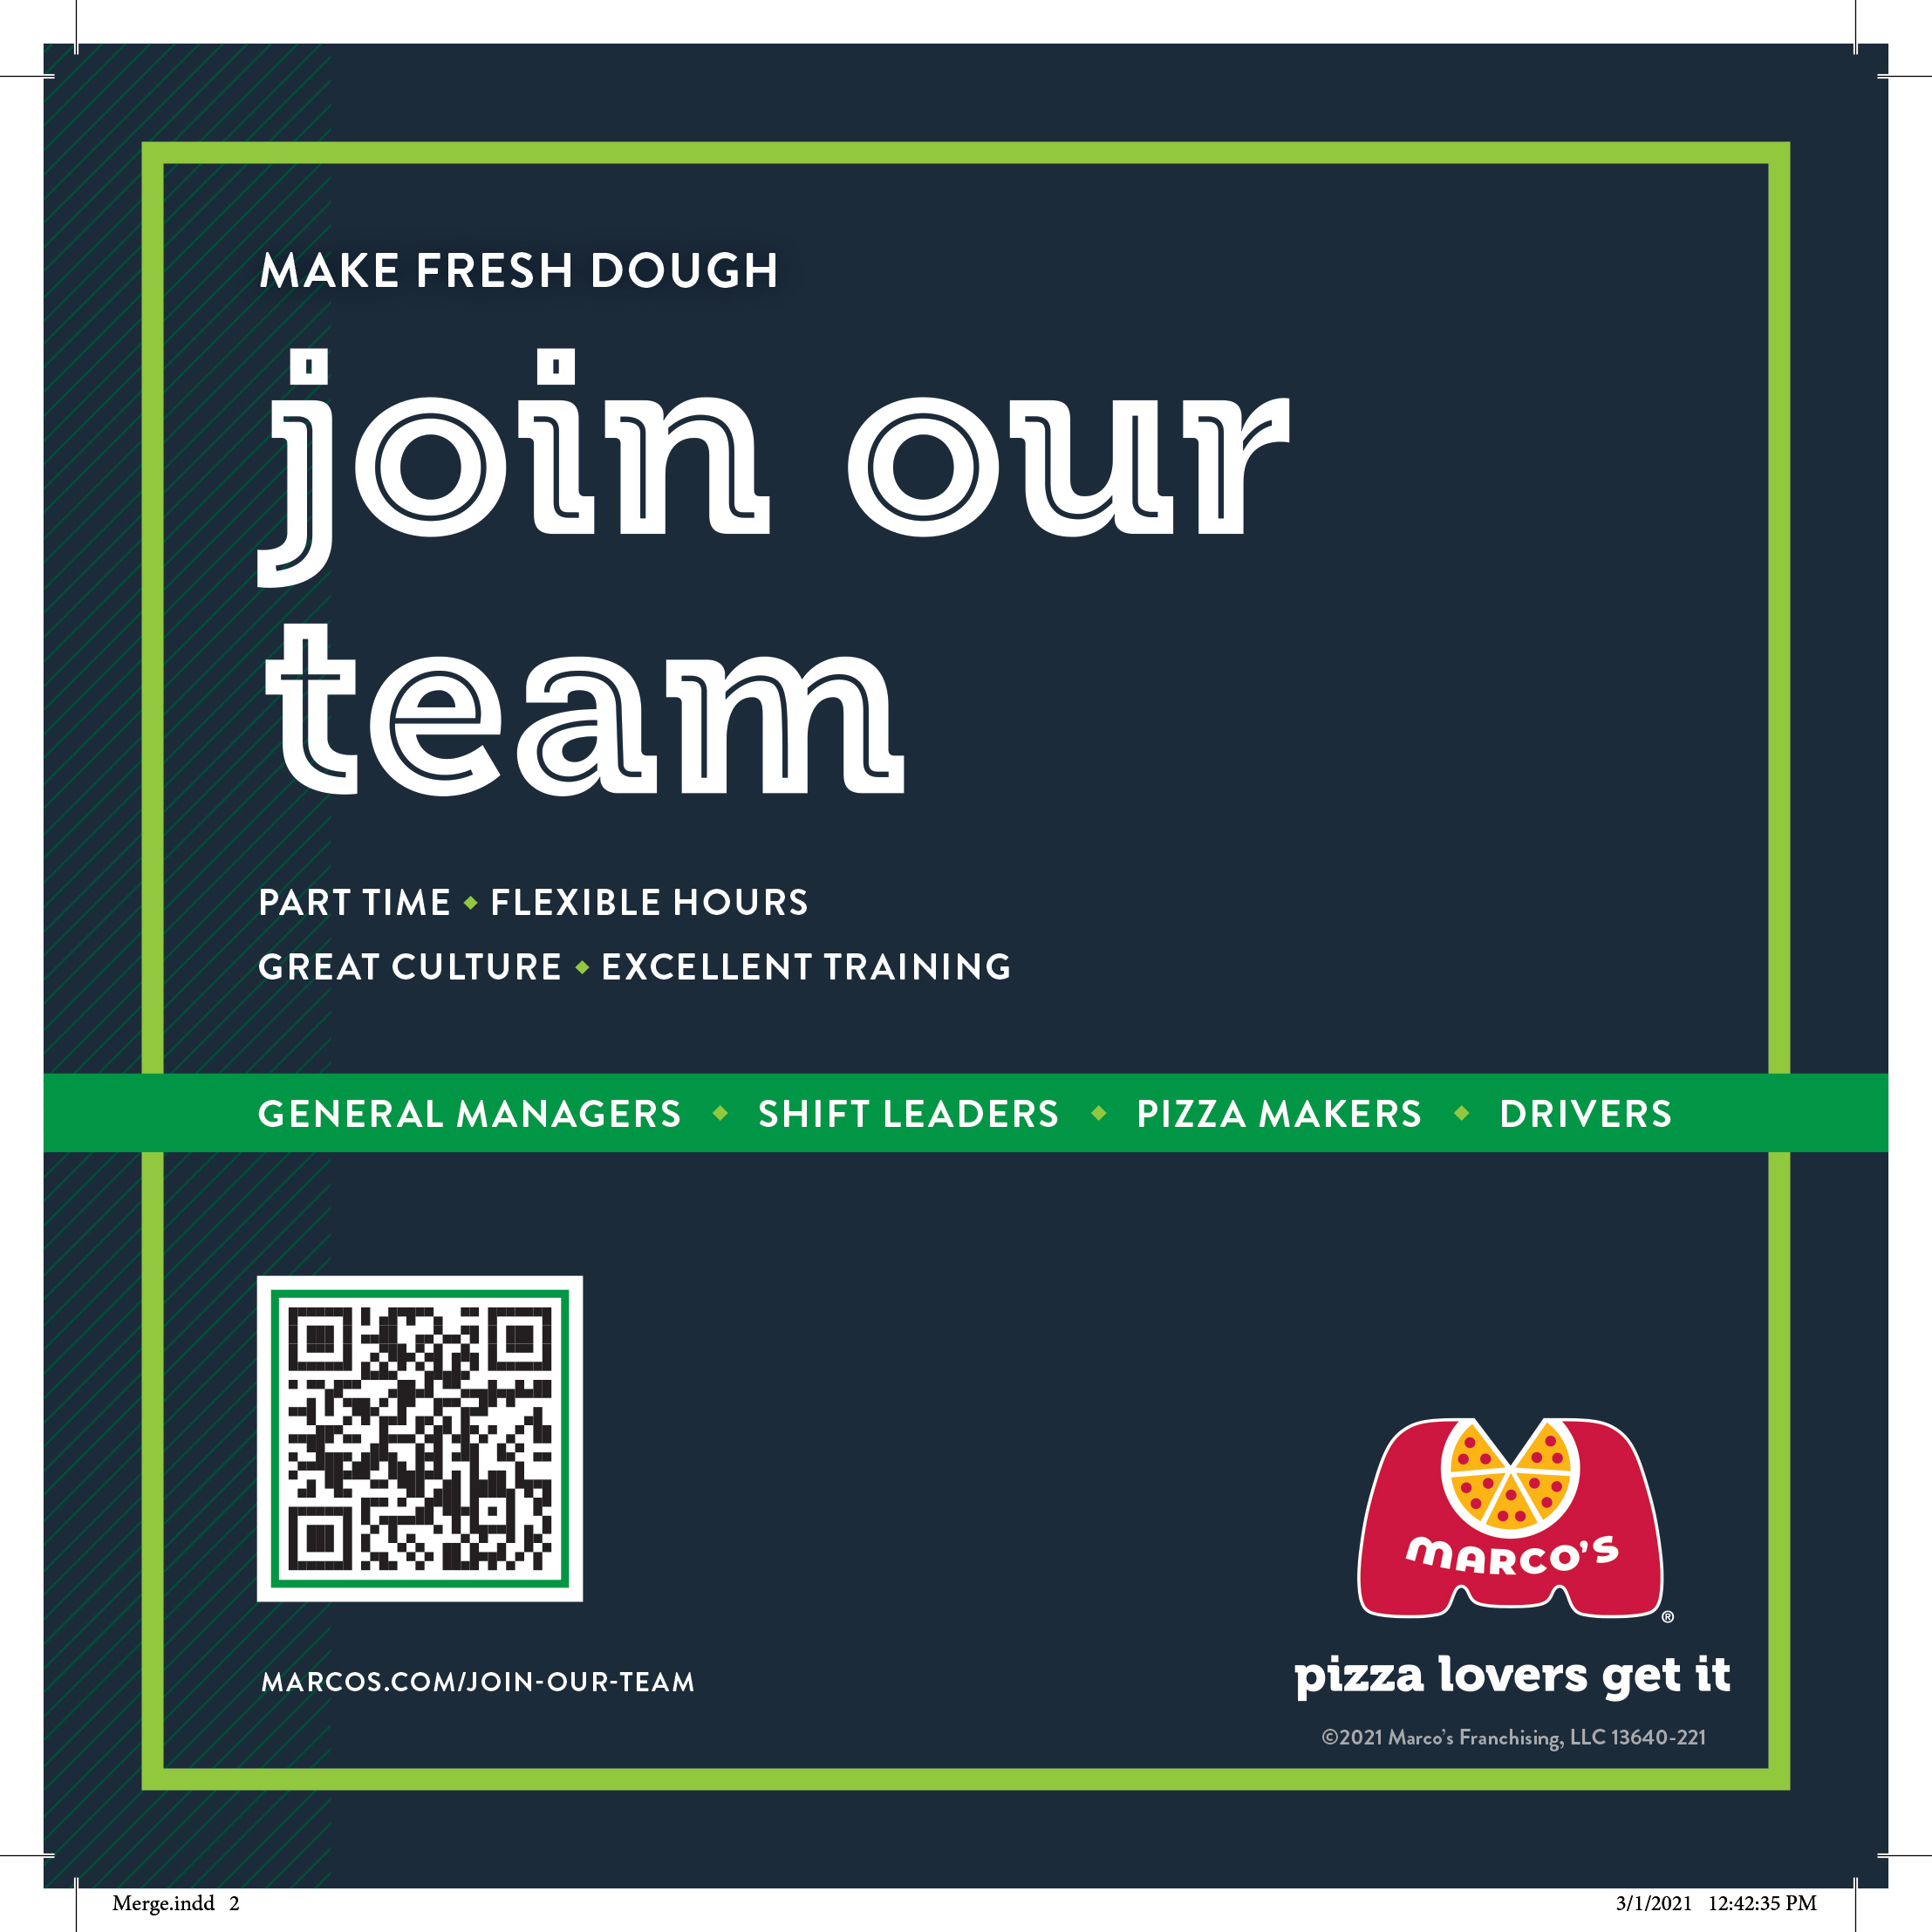 MAKE FRESH DOUGH
join our
team
PART TIME ◆ FLEXIBLE HOURS
GREAT CULTURE ◆ EXCELLENT TRAINING
GENERAL MANAGERS ◆ SHIFT LEADERS ◆ PIZZA MAKERS ◆ DRIVERS
MARCO'S
®
MARCOS.COM/JOIN-OUR-TEAM
pizza lovers get it
©2021 Marco's Franchising, LLC 13640-221
Merge.indd 2
3/1/2021 12:42:35 PM